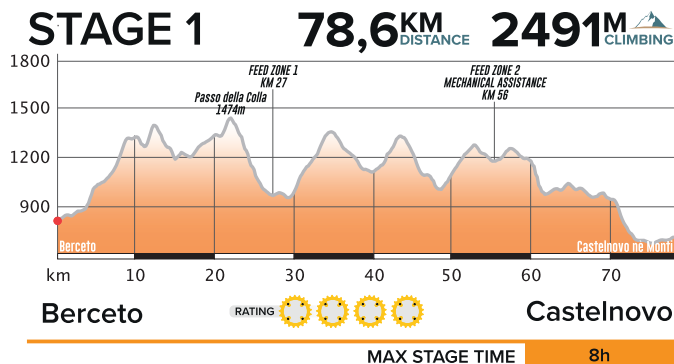 STAGE 1
78,6KM DISTANCE
2491M CLIMBING
1800
1500
1200
900
FEED ZONE 1
KM 27
Passo della Colla
1474m
FEED ZONE 2
MECHANICAL ASSISTANCE
KM 56
Berceto
Castelnovo nè Monti
km 10 20 30 40 50 60 70
Berceto
RATING
Castelnovo
MAX STAGE TIME 8h